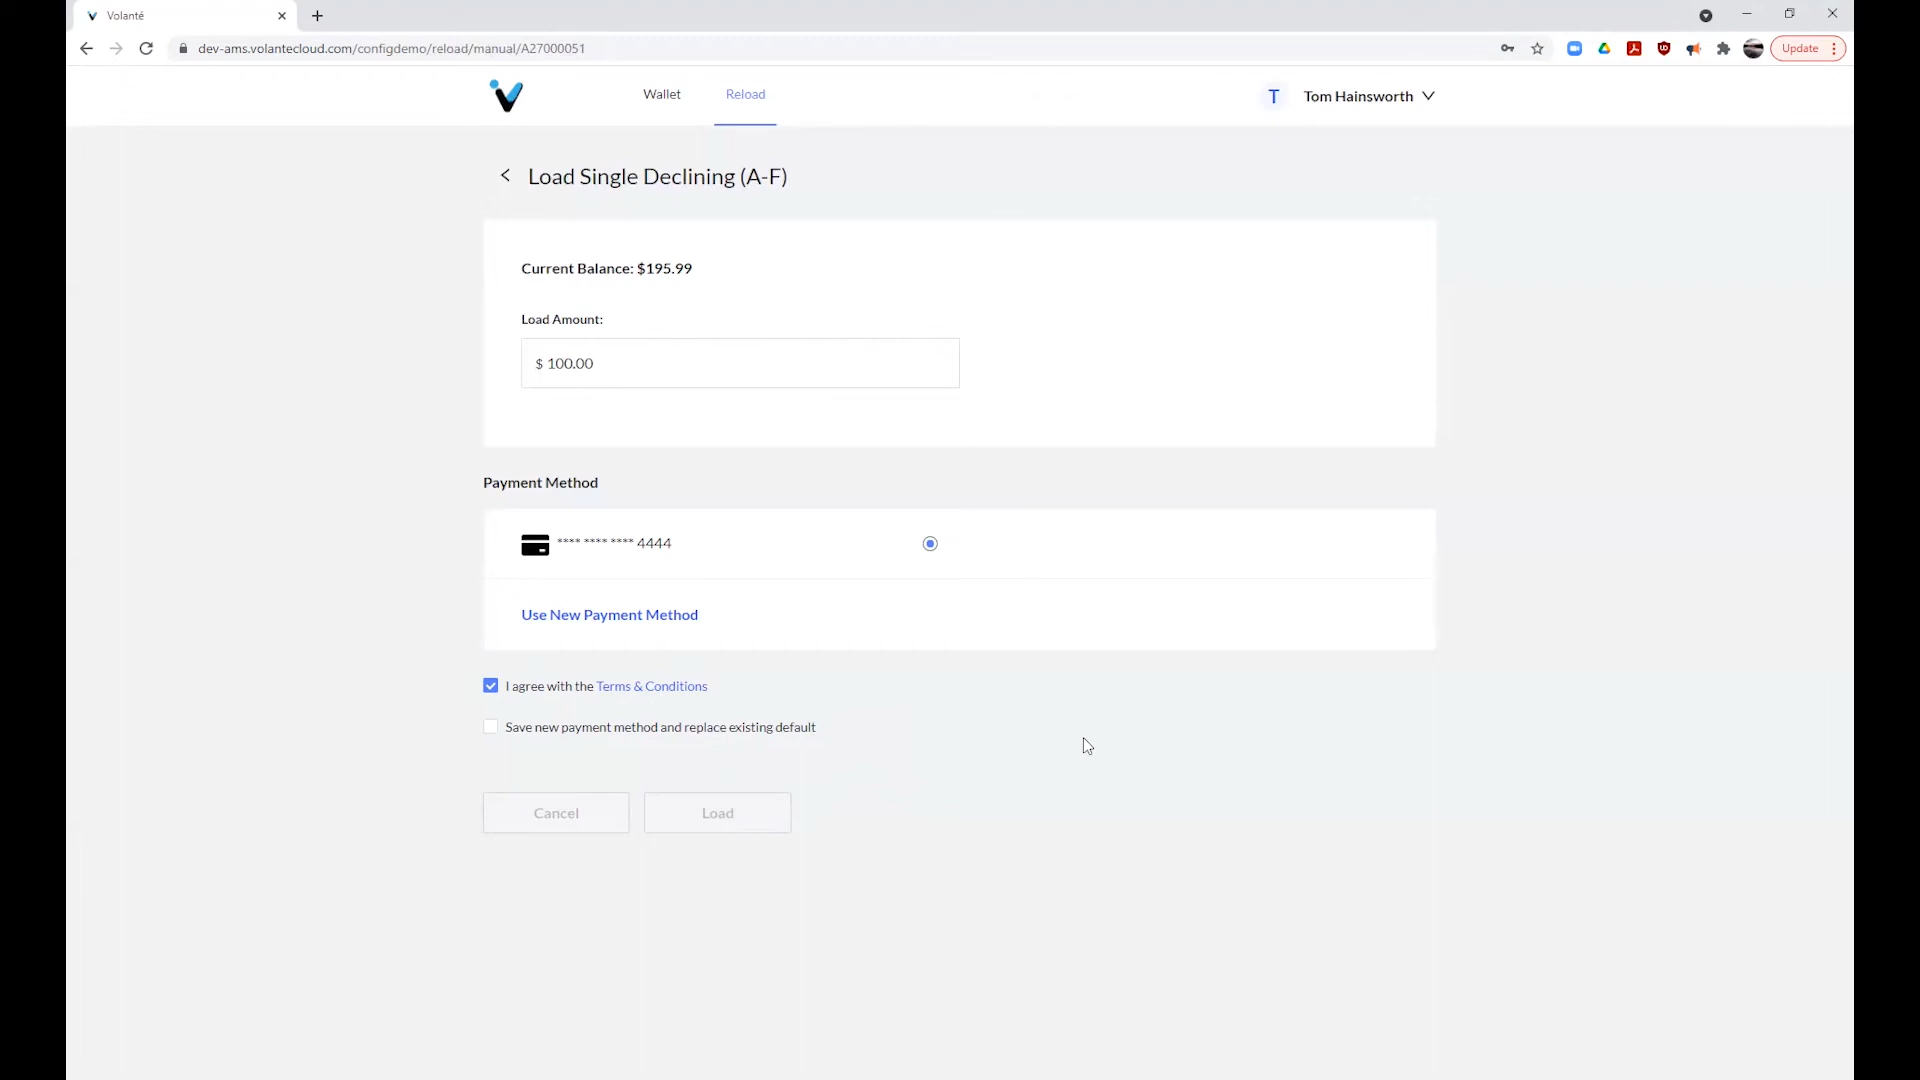 Volanté
dev-ams.volantecloud.com/configdemo/reload/manual/A27000051
Update
Wallet
Reload
T
Tom Hainsworth
Load Single Declining (A-F)
Current Balance: $195.99
Load Amount:
$ 100.00
Payment Method
**** **** **** 4444
Use New Payment Method
I agree with the Terms & Conditions
Save new payment method and replace existing default
Cancel
Load